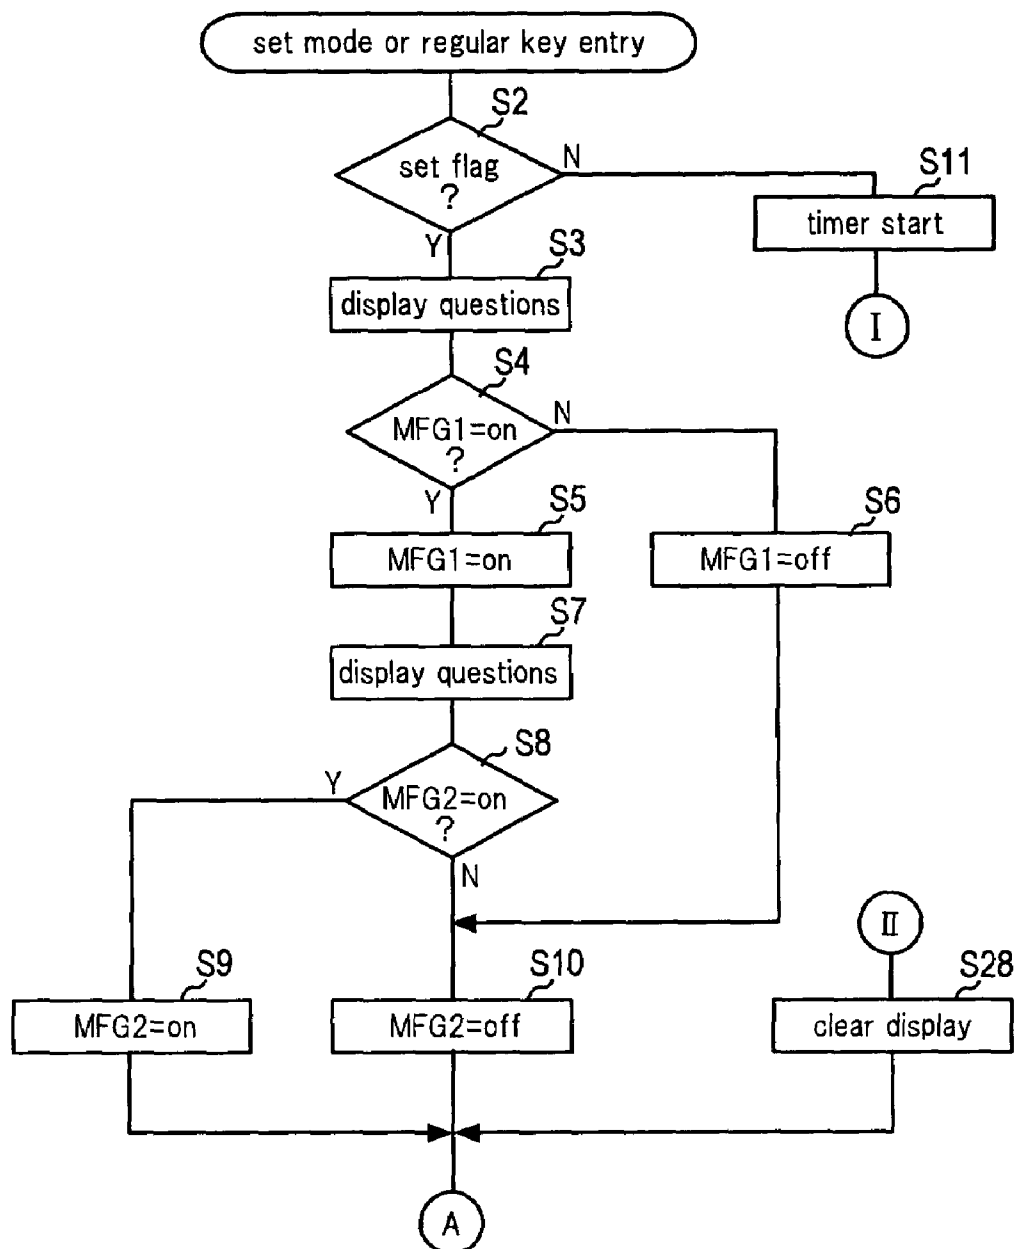 set mode or regular key entry
S2
set flag
?
N
Y
S11
timer start
I
S3
display questions
S4
MFG1=on
?
N
Y
S5
MFG1=on
S6
MFG1=off
S7
display questions
S8
Y
MFG2=on
?
N
II
S9
MFG2=on
S10
MFG2=off
S28
clear display
A